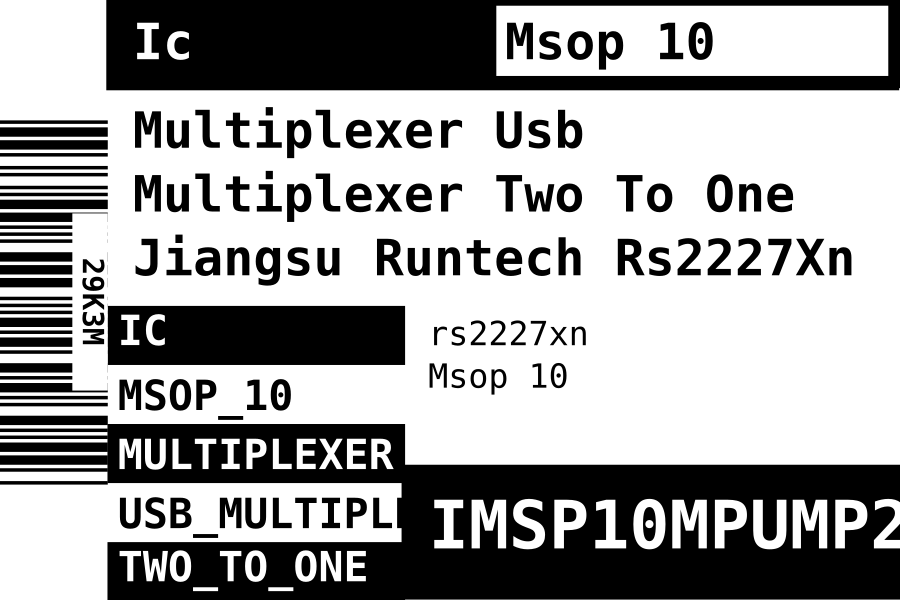 Ic
Msop 10
Multiplexer Usb
Multiplexer Two To One
Jiangsu Runtech Rs2227Xn
29K3M
IC
rs2227xn
MSOP_10
Msop 10
MULTIPLEXER
USB_MULTIPL
TWO_TO_ONE
IMSP10MPUMP2